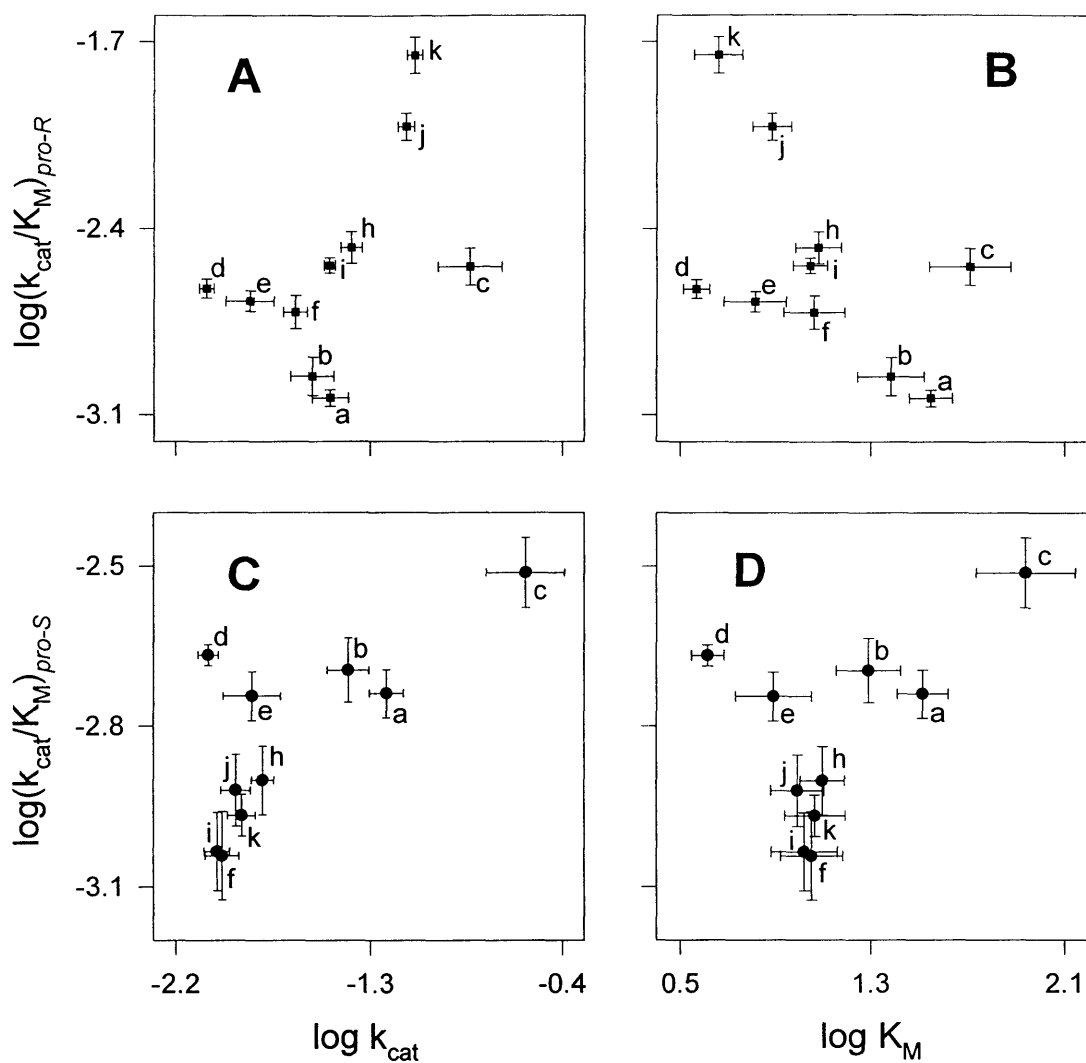 A
B
log(kcat/KM)pro-R
-1.7
-2.4
-3.1
k
j
h
i
c
d
e
f
b
a
k
j
h
i
c
d
e
f
b
a
C
D
log(kcat/KM)pro-S
-2.5
-2.8
-3.1
c
d
b
e
a
j
h
k
i
f
c
d
b
e
a
j
h
k
i
f
-2.2 -1.3 -0.4
0.5 1.3 2.1
log kcat
log KM